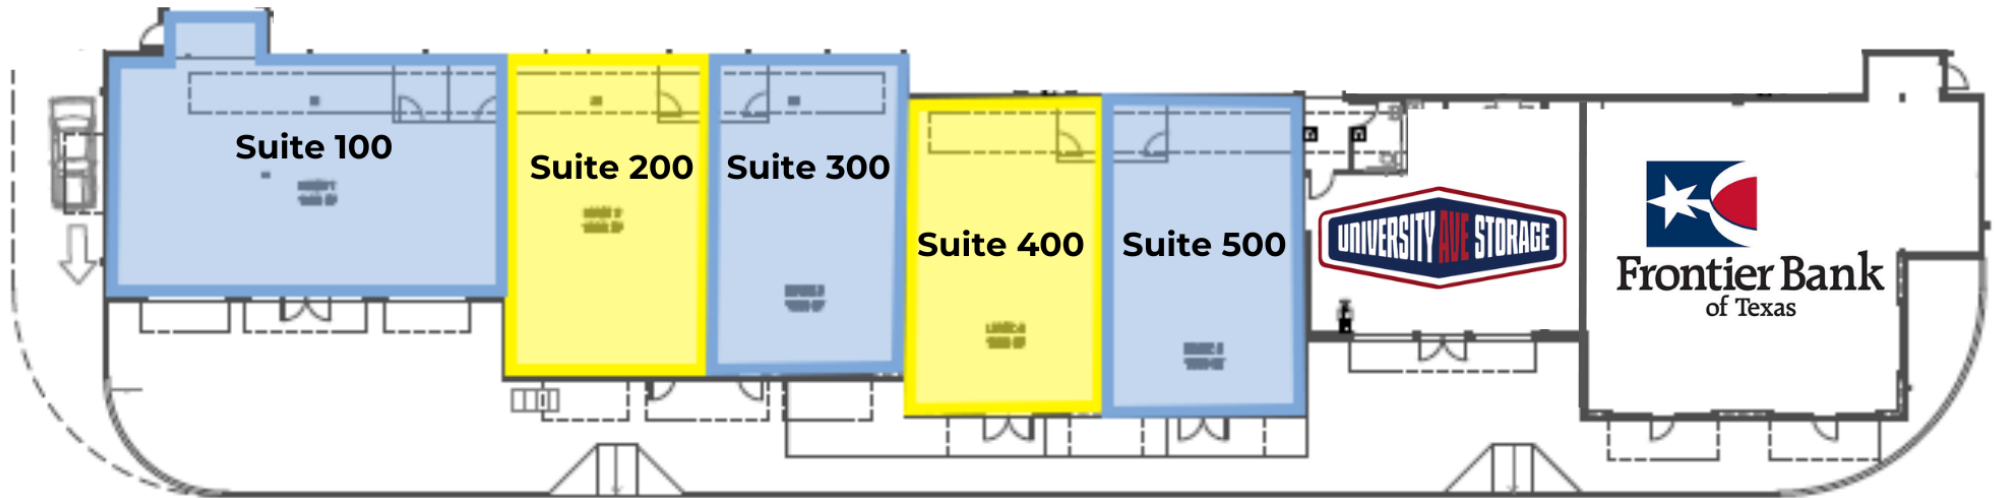 Suite 100
Suite 200
Suite 300
Suite 400
Suite 500
UNIVERSITY AVE STORAGE
Frontier Bank
of Texas